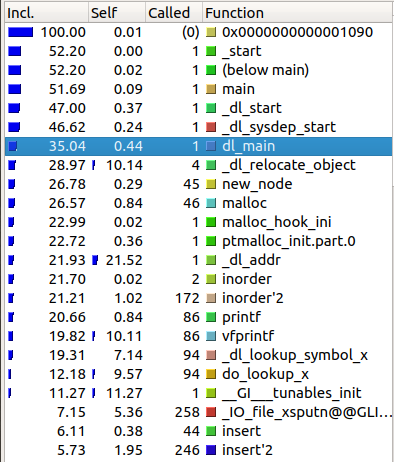 Incl. Self Called Function
100.00 0.01 (0) 0x0000000000001090
52.20 0.00 1 _start
52.20 0.02 1 (below main)
51.69 0.09 1 main
47.00 0.37 1 _dl_start
46.62 0.24 1 _dl_sysdep_start
35.04 0.44 1 dl_main
28.97 10.14 4 _dl_relocate_object
26.78 0.29 45 new_node
26.57 0.84 46 malloc
22.99 0.02 1 malloc_hook_ini
22.72 0.36 1 ptmalloc_init.part.0
21.93 21.52 1 _dl_addr
21.70 0.02 2 inorder
21.21 1.02 172 inorder'2
20.66 0.84 86 printf
19.82 10.11 86 vfprintf
19.31 7.14 94 _dl_lookup_symbol_x
12.18 9.57 94 do_lookup_x
11.27 11.27 1 __GI___tunables_init
7.15 5.36 258 _IO_file_xsputn@@GLI...
6.11 0.38 44 insert
5.73 1.95 246 insert'2